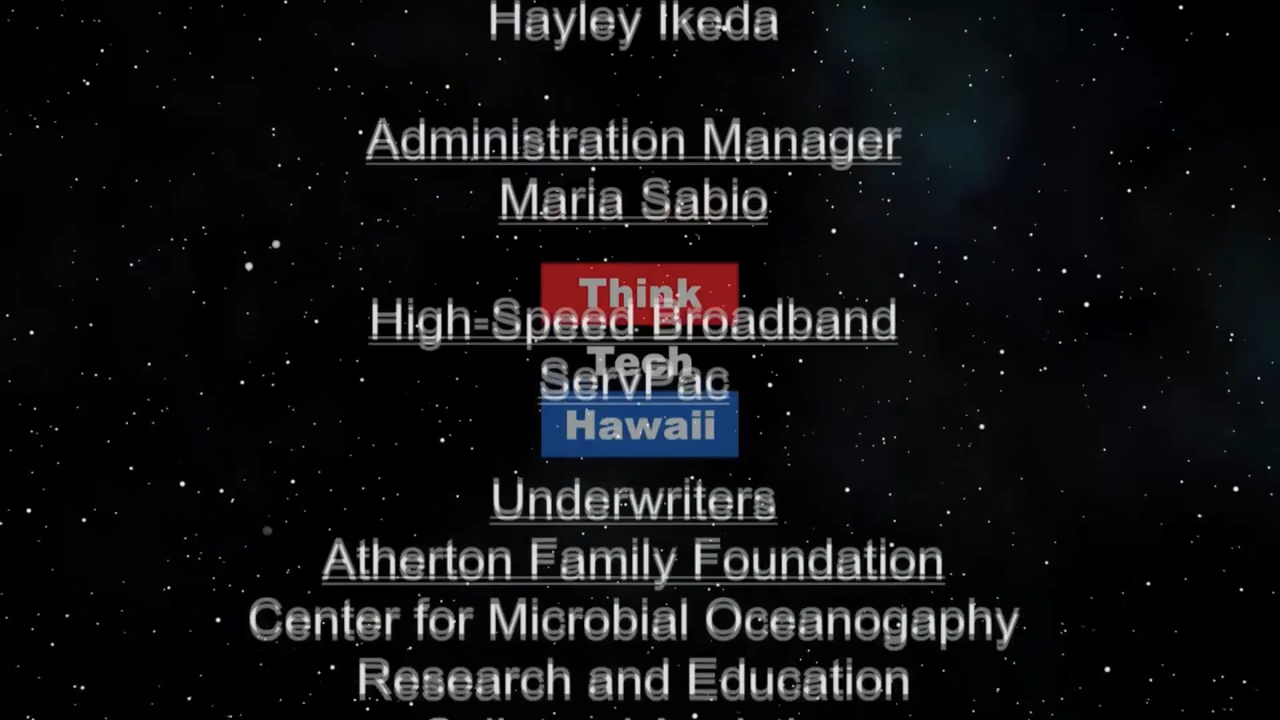 Hayley Ikeda
Administration Manager
Maria Sabio
Think
High-Speed Broadband
Tech
ServPac
Hawaii
Underwriters
Atherton Family Foundation
Center for Microbial Oceanogaphy
Research and Education